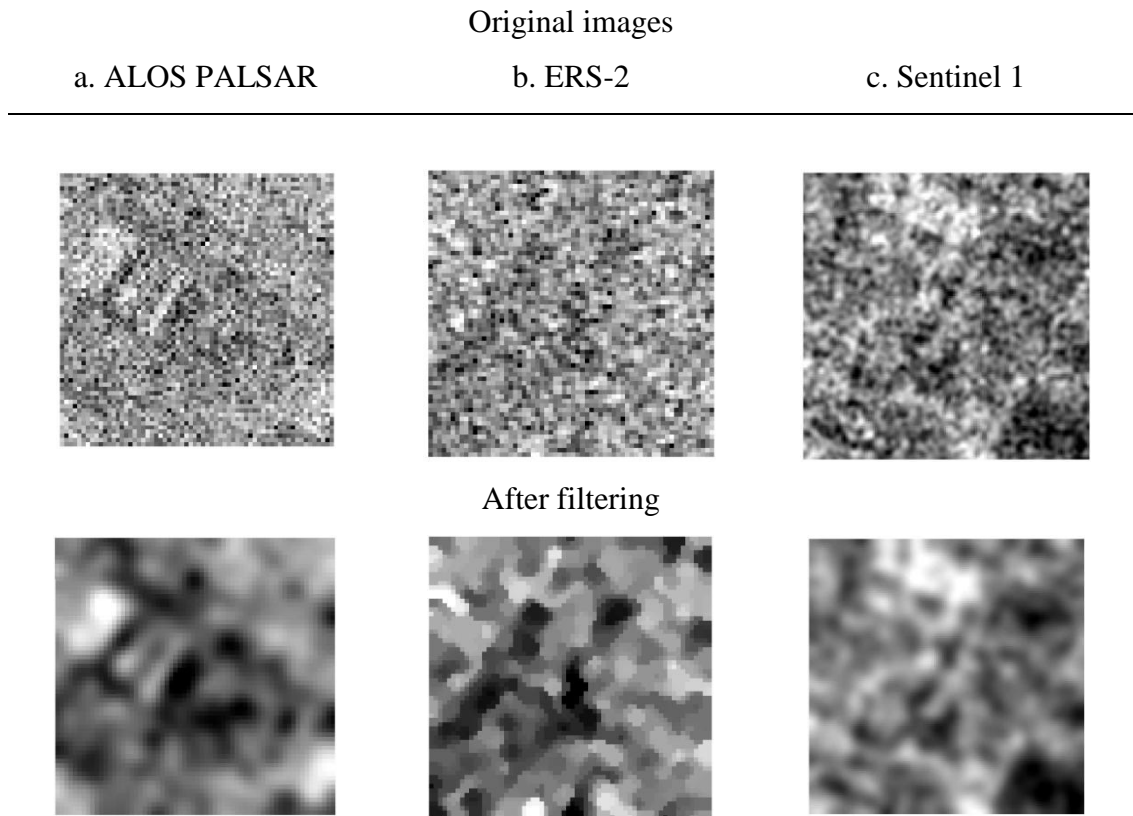 Original images
a. ALOS PALSAR b. ERS-2 c. Sentinel 1
After filtering